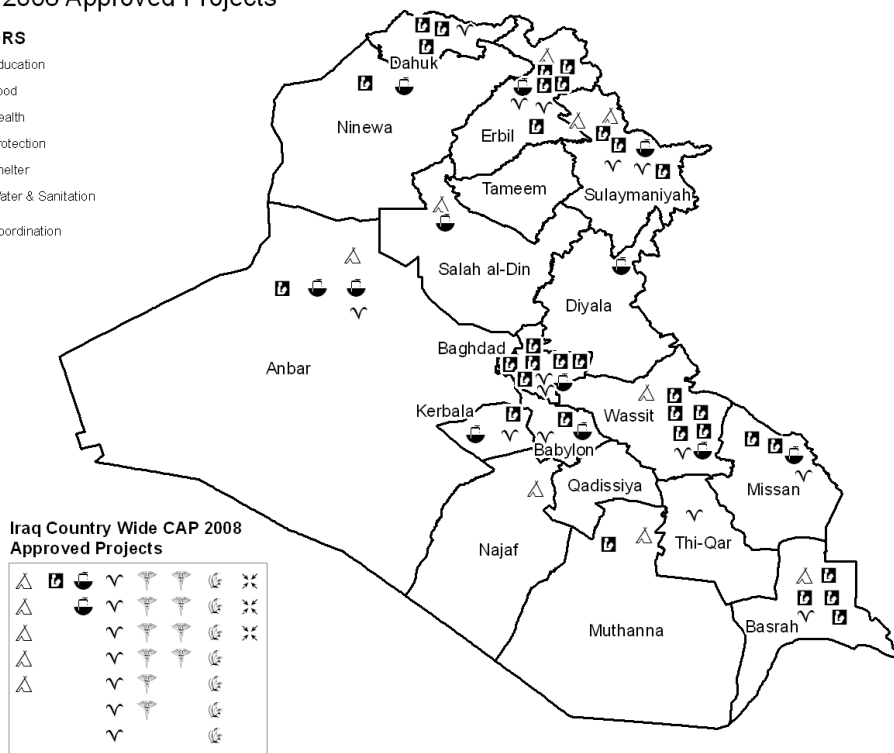 2008 Approved Projects
RS
ducation
ood
ealth
rotection
helter
ater & Sanitation
oordination
Dahuk
Ninewa
Erbil
Tameem
Sulaymaniyah
Salah al-Din
Diyala
Baghdad
Anbar
Kerbala
Wassit
Babylon
Qadissiya
Missan
Najaf
Thi-Qar
Muthanna
Basrah
Iraq Country Wide CAP 2008
Approved Projects